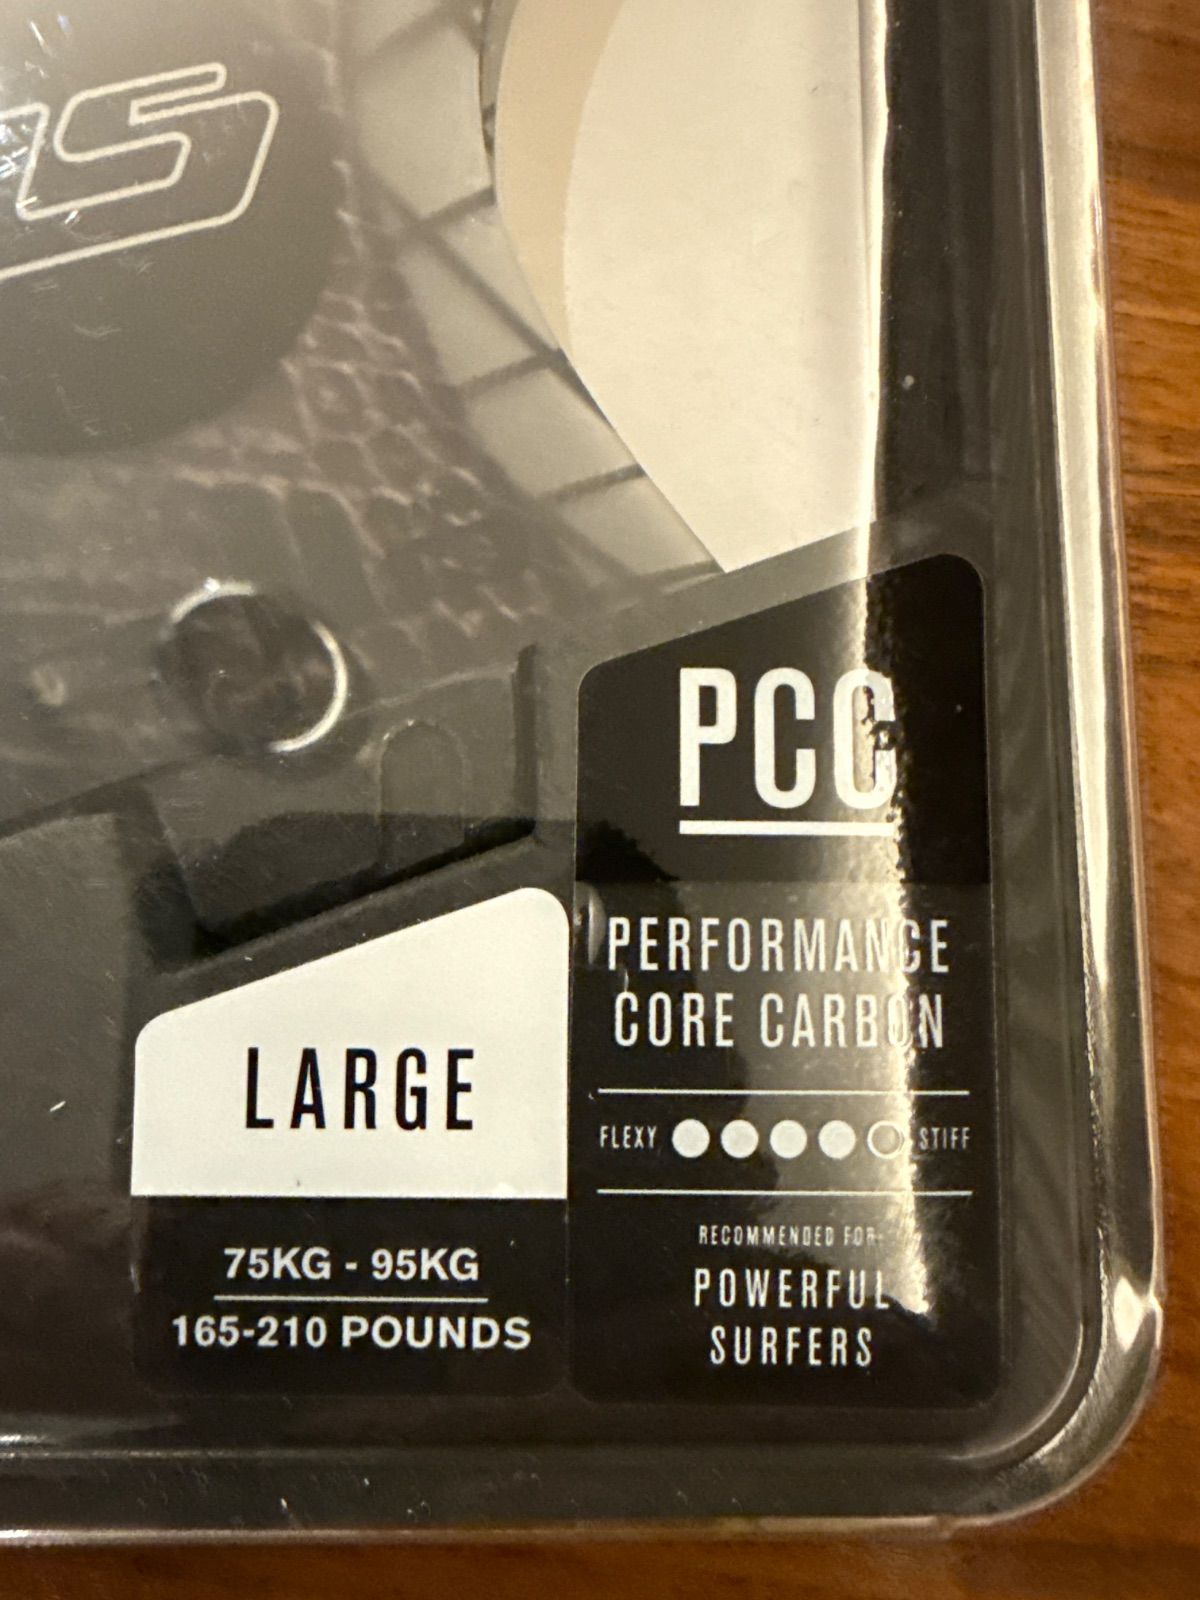 PCC
PERFORMANCE
CORE CARBON
FLEXY STIFF
RECOMMENDED FOR:
POWERFUL
SURFERS
LARGE
75KG - 95KG
165-210 POUNDS